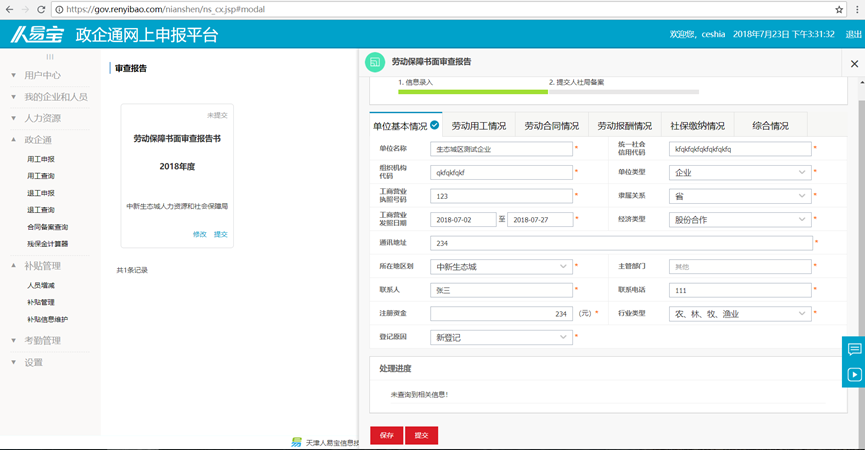 https://gov.renyibao.com/nianshen/ns_cx.jsp#modal
人易宝 政企通网上申报平台
欢迎您，ceshia 2018年7月23日 下午3:31:32 退出
用户中心
我的企业和人员
人力资源
政企通
用工申报
用工查询
退工申报
退工查询
合同备案查询
残保金计算器
补贴管理
人员增减
补贴管理
补贴信息维护
考勤管理
设置
审查报告
未提交
劳动保障书面审查报告书
2018年度
中新生态城人力资源和社会保障局
修改 提交
共1条记录
天津人易宝信息技
劳动保障书面审查报告
1. 信息录入 2. 提交人社局备案
单位基本情况 劳动用工情况 劳动合同情况 劳动报酬情况 社保缴纳情况 综合情况
单位名称 生态城区测试企业 * 统一社会信用代码 kfqkfqkfqkfqkfqkfq *
组织机构代码 qkfqkfqkf * 单位类型 企业 *
工商营业执照号码 123 * 隶属关系 省 *
工商营业发照日期 2018-07-02 至 2018-07-27 * 经济类型 股份合作 *
通讯地址 234 *
所在地区划 中新生态城 * 主管部门 其他 *
联系人 张三 * 联系电话 111 *
注册资金 234 （元）* 行业类型 农、林、牧、渔业 *
登记原因 新登记 *
处理进度
未查询到相关信息！
保存 提交